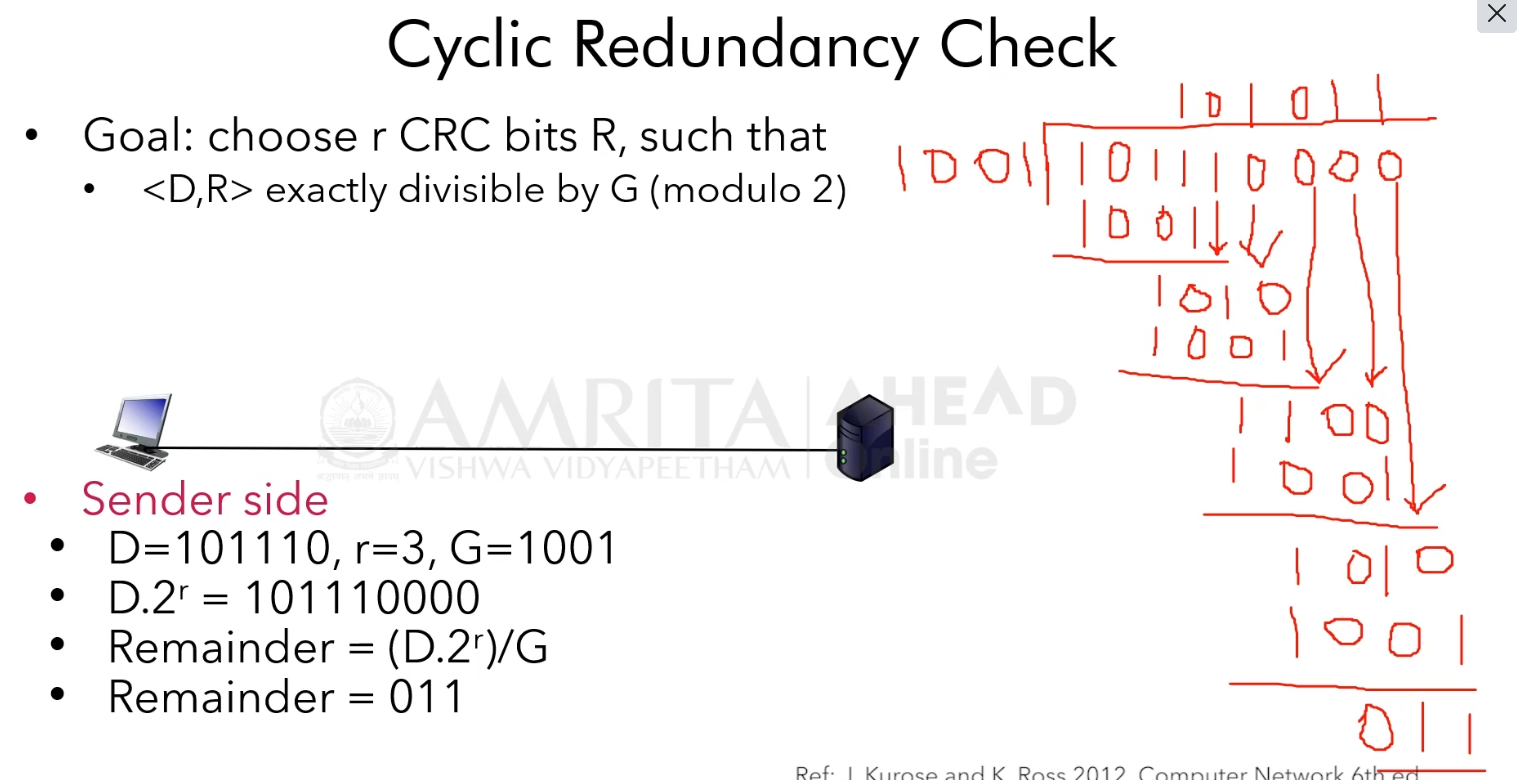 Cyclic Redundancy Check
• Goal: choose r CRC bits R, such that
• <D,R> exactly divisible by G (modulo 2)
AMRITA AHEAD
VISHWA VIDYAPEETHAM Online
• Sender side
• D=101110, r=3, G=1001
• D.2ʳ = 101110000
• Remainder = (D.2ʳ)/G
• Remainder = 011
101011
1001 101110000
1001
1010
1001
1100
1001
1010
1001
011
Ref: J. Kurose and K. Ross 2012, Computer Network 6th ed